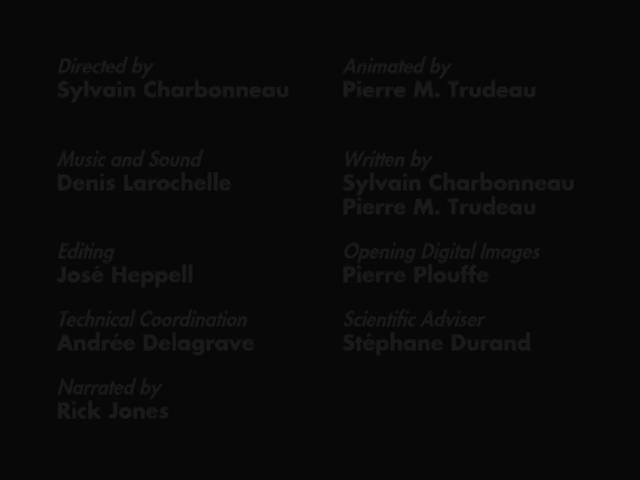 Directed by
Sylvain Charbonneau
Animated by
Pierre M. Trudeau
Music and Sound
Denis Larochelle
Written by
Sylvain Charbonneau
Pierre M. Trudeau
Editing
José Heppell
Opening Digital Images
Pierre Plouffe
Technical Coordination
Andrée Delagrave
Scientific Adviser
Stéphane Durand
Narrated by
Rick Jones